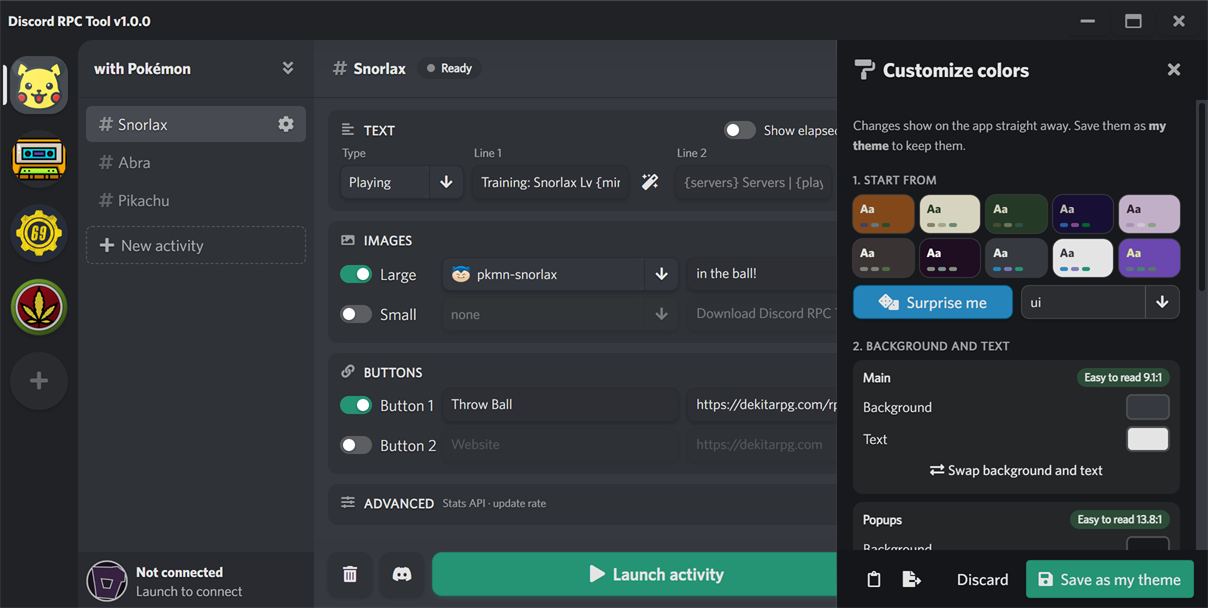 Discord RPC Tool v1.0.0
with Pokémon
# Snorlax
# Abra
# Pikachu
+ New activity
69
Not connected
Launch to connect
# Snorlax
Ready
TEXT
Show elapsed
Type
Line 1
Line 2
Playing
Training: Snorlax Lv {min
{servers} Servers | {play
IMAGES
Large
pkmn-snorlax
in the ball!
Small
none
Download Discord RPC T
BUTTONS
Button 1
Throw Ball
https://dekitarpg.com/rp
Button 2
Website
https://dekitarpg.com
ADVANCED
Stats API · update rate
Launch activity
Customize colors
Changes show on the app straight away. Save them as my
theme to keep them.
1. START FROM
Aa Aa Aa Aa Aa
Aa Aa Aa Aa Aa
Surprise me
ui
2. BACKGROUND AND TEXT
Main
Easy to read 9.1:1
Background
Text
Swap background and text
Popups
Easy to read 13.8:1
Background
Discard
Save as my theme